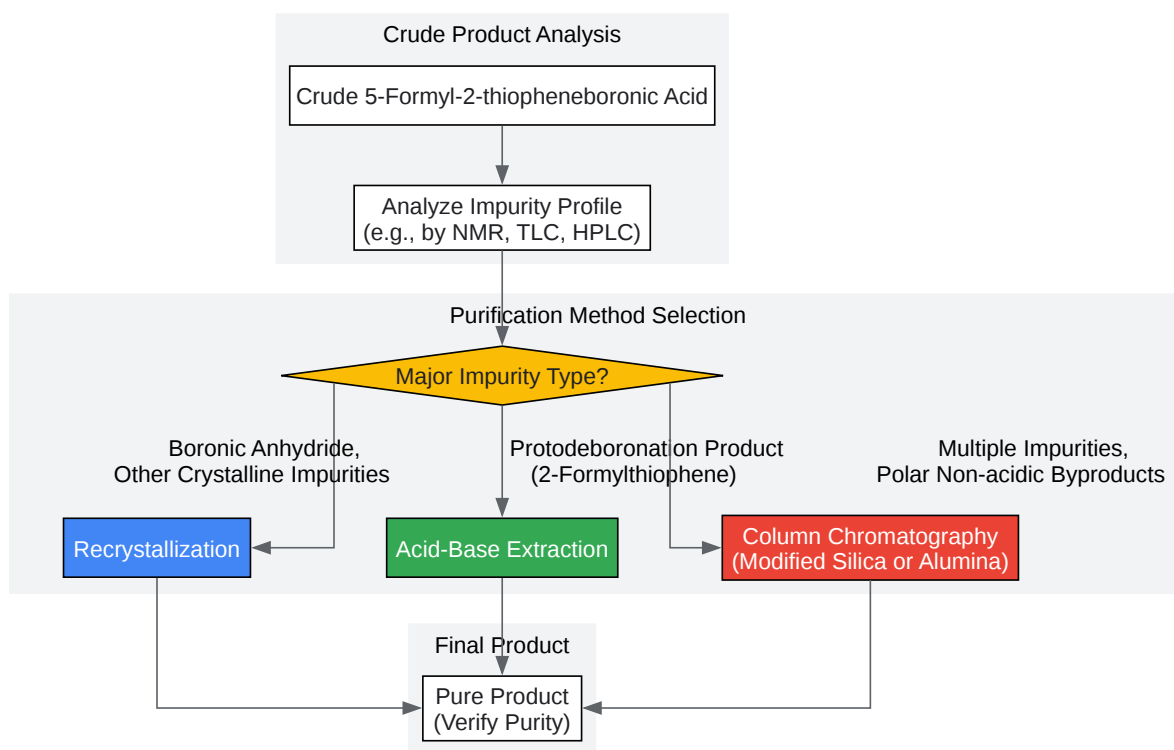 Crude Product Analysis
Crude 5-Formyl-2-thiopheneboronic Acid
Analyze Impurity Profile
(e.g., by NMR, TLC, HPLC)
Purification Method Selection
Major Impurity Type?
Boronic Anhydride,
Other Crystalline Impurities
Protodeboronation Product
(2-Formylthiophene)
Multiple Impurities,
Polar Non-acidic Byproducts
Recrystallization
Acid-Base Extraction
Column Chromatography
(Modified Silica or Alumina)
Final Product
Pure Product
(Verify Purity)